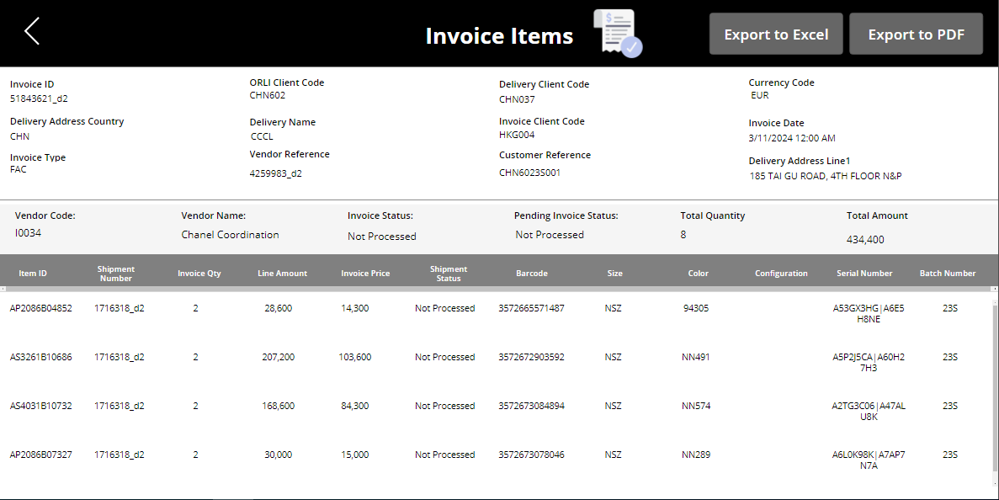 Invoice Items
$
Export to Excel
Export to PDF
Invoice ID
51843621_d2
ORLI Client Code
CHN602
Delivery Client Code
CHN037
Currency Code
EUR
Delivery Address Country
CHN
Delivery Name
CCCL
Invoice Client Code
HKG004
Invoice Date
3/11/2024 12:00 AM
Invoice Type
FAC
Vendor Reference
4259983_d2
Customer Reference
CHN6023S001
Delivery Address Line1
185 TAI GU ROAD, 4TH FLOOR N&P
Vendor Code:
I0034
Vendor Name:
Chanel Coordination
Invoice Status:
Not Processed
Pending Invoice Status:
Not Processed
Total Quantity
8
Total Amount
434,400
Item ID
Shipment
Number
Invoice Qty
Line Amount
Invoice Price
Shipment
Status
Barcode
Size
Color
Configuration
Serial Number
Batch Number
AP2086B04852 1716318_d2 2 28,600 14,300 Not Processed 3572665571487 NSZ 94305 A53GX3HG|A6E5 23S
H8NE
AS3261B10686 1716318_d2 2 207,200 103,600 Not Processed 3572672903592 NSZ NN491 A5P2J5CA|A60H2 23S
7H3
AS4031B10732 1716318_d2 2 168,600 84,300 Not Processed 3572673084894 NSZ NN574 A2TG3C06|A47AL 23S
U8K
AP2086B07327 1716318_d2 2 30,000 15,000 Not Processed 3572673078046 NSZ NN289 A6L0K98K|A7AP7 23S
N7A